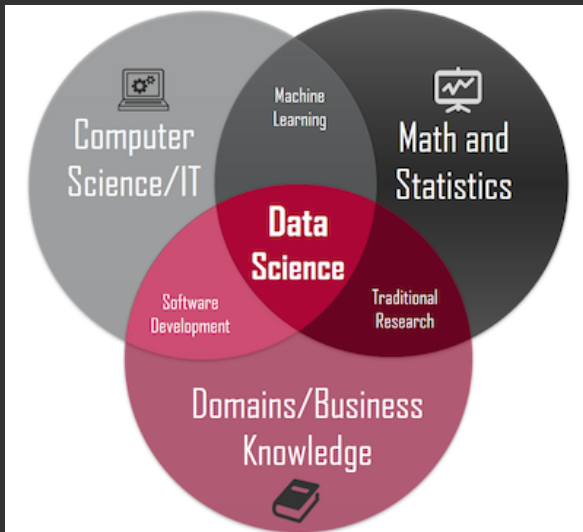 Machine
Learning
Computer
Science/IT
Math and
Statistics
Data
Science
Software
Development
Traditional
Research
Domains/Business
Knowledge